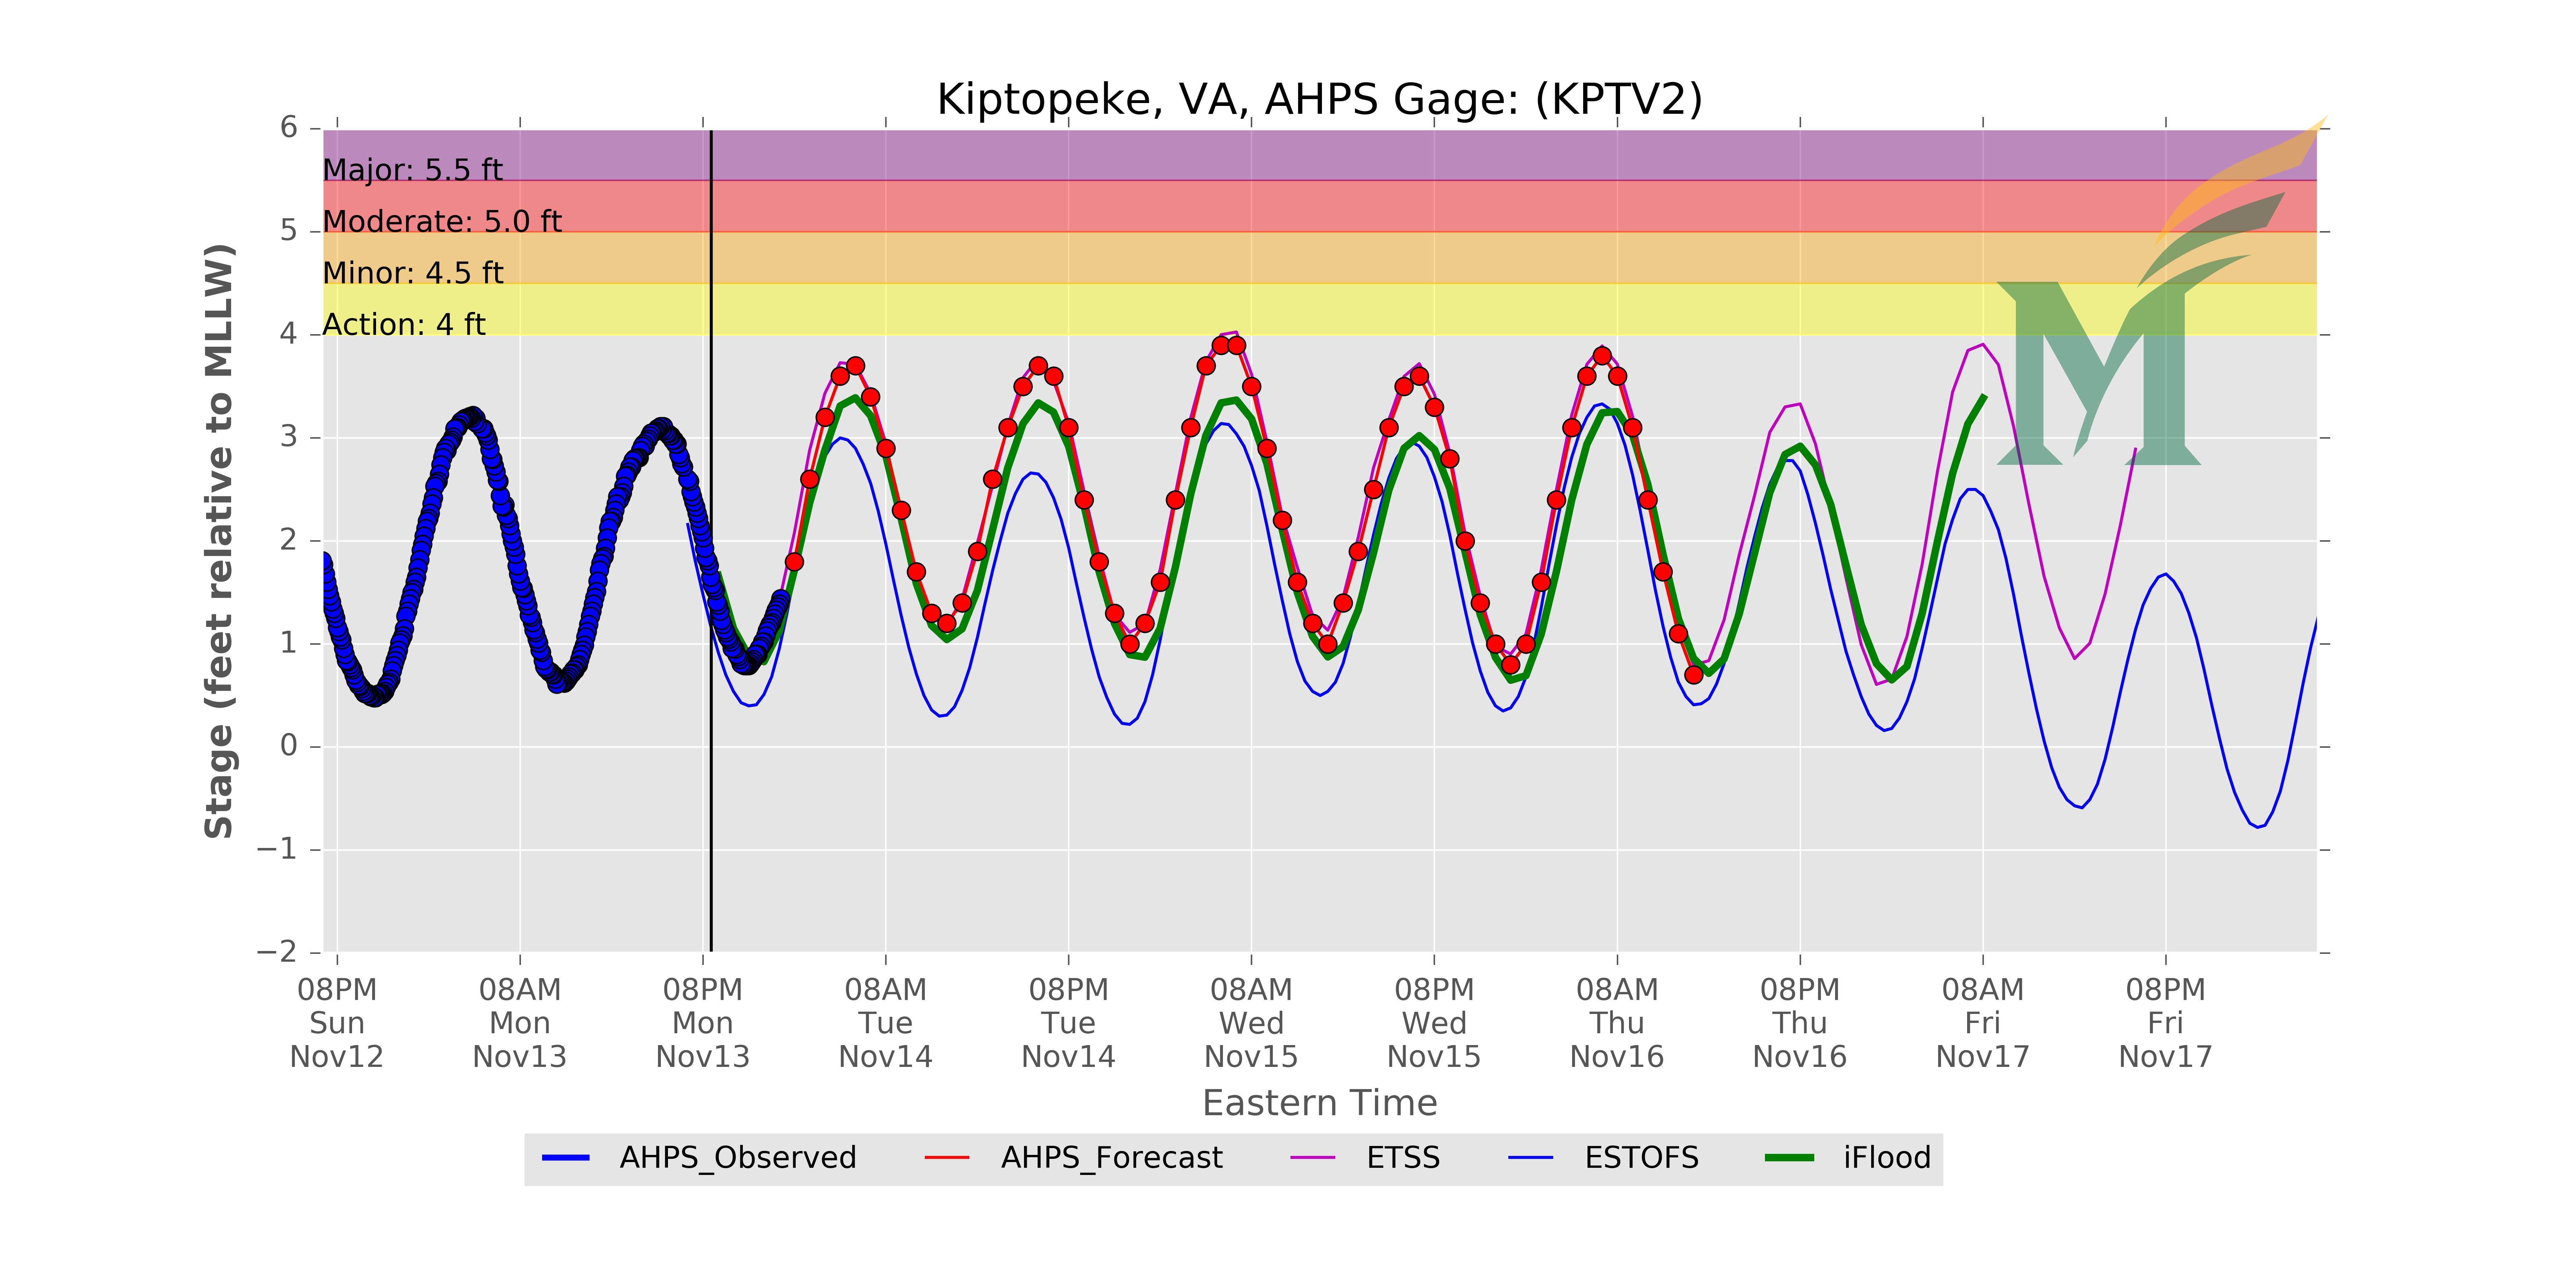 Kiptopeke, VA, AHPS Gage: (KPTV2)
6
5
4
3
2
1
0
−1
−2
Stage (feet relative to MLLW)
Major: 5.5 ft
Moderate: 5.0 ft
Minor: 4.5 ft
Action: 4 ft
M
08PM 08AM 08PM 08AM 08PM 08AM 08PM 08AM 08PM 08AM 08PM
Sun Mon Mon Tue Tue Wed Wed Thu Thu Fri Fri
Nov12 Nov13 Nov13 Nov14 Nov14 Nov15 Nov15 Nov16 Nov16 Nov17 Nov17
Eastern Time
AHPS_Observed AHPS_Forecast ETSS ESTOFS iFlood